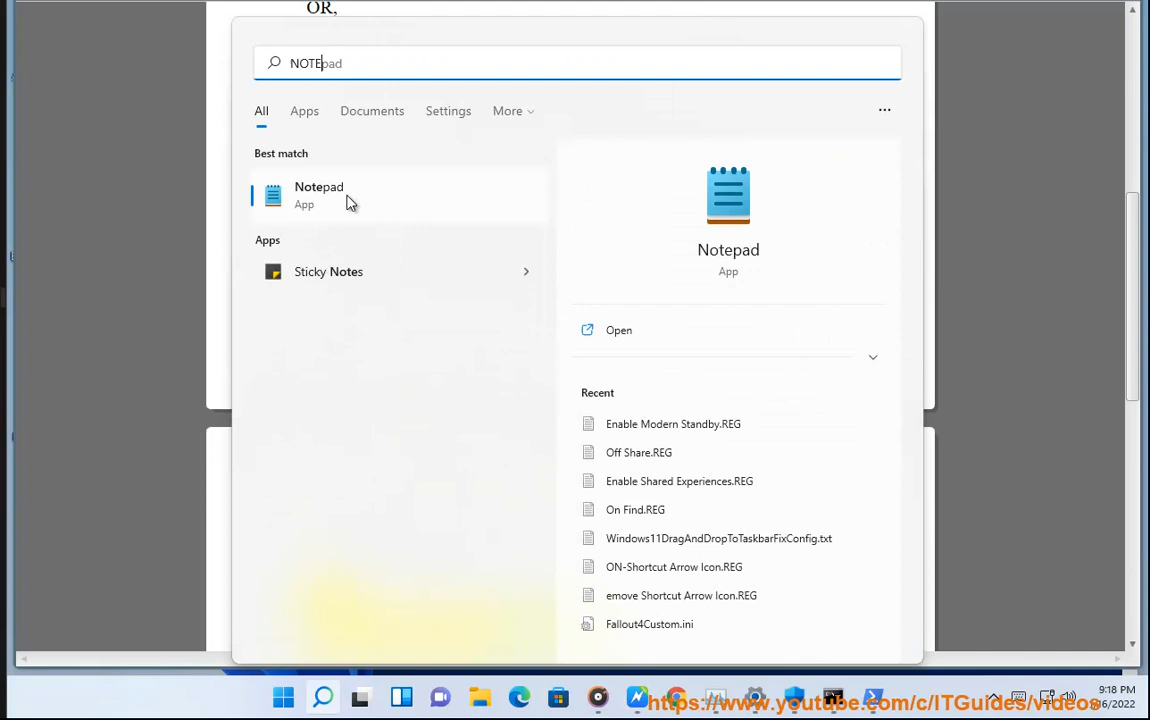 OR,
NOTEpad
All Apps Documents Settings More
Best match
Notepad
App
Apps
Sticky Notes
Notepad
App
Open
Recent
Enable Modern Standby.REG
Off Share.REG
Enable Shared Experiences.REG
On Find.REG
Windows11DragAndDropToTaskbarFixConfig.txt
ON-Shortcut Arrow Icon.REG
emove Shortcut Arrow Icon.REG
Fallout4Custom.ini
9:18 PM
16/2022
https://www.youtube.com/c/ITGuides/videos